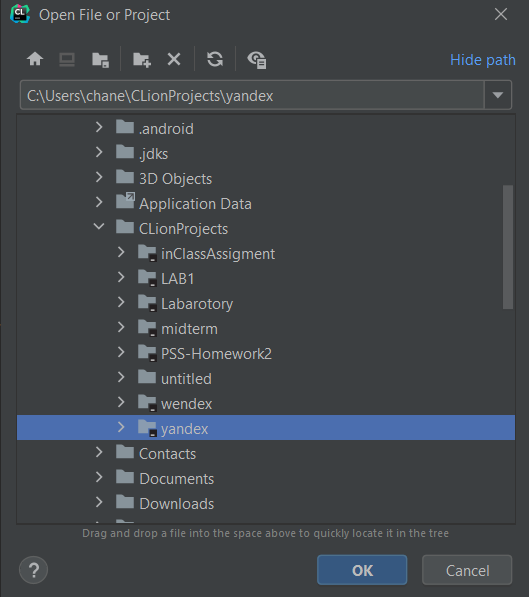 CL
Open File or Project
Hide path
C:\Users\chane\CLionProjects\yandex
.android
.jdks
3D Objects
Application Data
CLionProjects
inClassAssigment
LAB1
Labarotory
midterm
PSS-Homework2
untitled
wendex
yandex
Contacts
Documents
Downloads
Drag and drop a file into the space above to quickly locate it in the tree
?
OK
Cancel